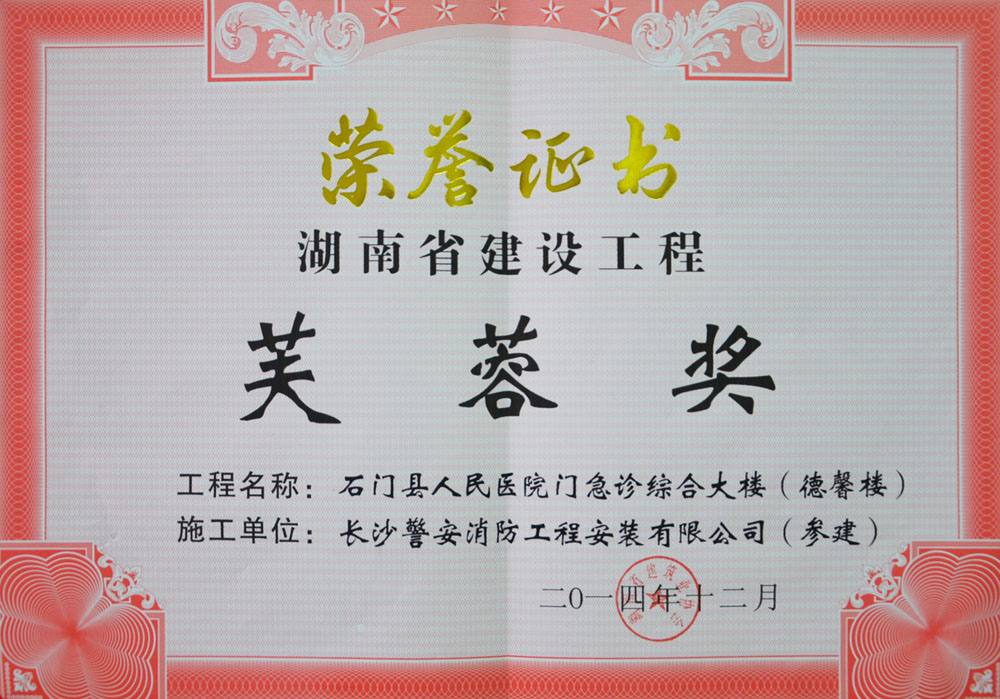 荣誉证书
湖南省建设工程
芙蓉奖
工程名称：石门县人民医院门急诊综合大楼（德馨楼）
施工单位：长沙警安消防工程安装有限公司（参建）
二〇一四年十二月